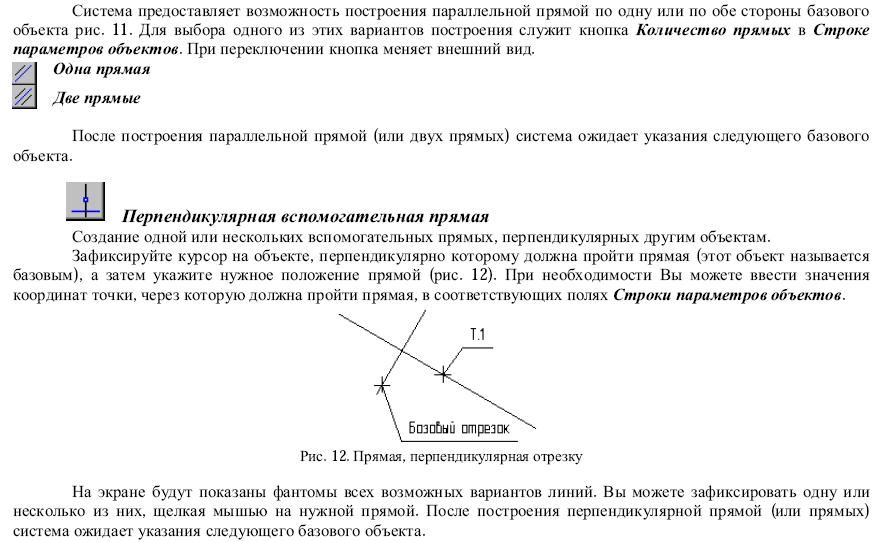 Система предоставляет возможность построения параллельной прямой по одну или по обе стороны базового
объекта рис. 11. Для выбора одного из этих вариантов построения служит кнопка Количество прямых в Строке
параметров объектов. При переключении кнопка меняет внешний вид.
Одна прямая
Две прямые
После построения параллельной прямой (или двух прямых) система ожидает указания следующего базового
объекта.
Перпендикулярная вспомогательная прямая
Создание одной или нескольких вспомогательных прямых, перпендикулярных другим объектам.
Зафиксируйте курсор на объекте, перпендикулярно которому должна пройти прямая (этот объект называется
базовым), а затем укажите нужное положение прямой (рис. 12). При необходимости Вы можете ввести значения
координат точки, через которую должна пройти прямая, в соответствующих полях Строки параметров объектов.
Т.1
Базовый отрезок
Рис. 12. Прямая, перпендикулярная отрезку
На экране будут показаны фантомы всех возможных вариантов линий. Вы можете зафиксировать одну или
несколько из них, щелкая мышью на нужной прямой. После построения перпендикулярной прямой (или прямых)
система ожидает указания следующего базового объекта.